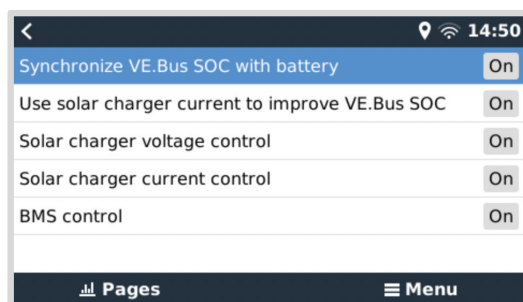 14:50
Synchronize VE.Bus SOC with battery On
Use solar charger current to improve VE.Bus SOC On
Solar charger voltage control On
Solar charger current control On
BMS control On
Pages Menu